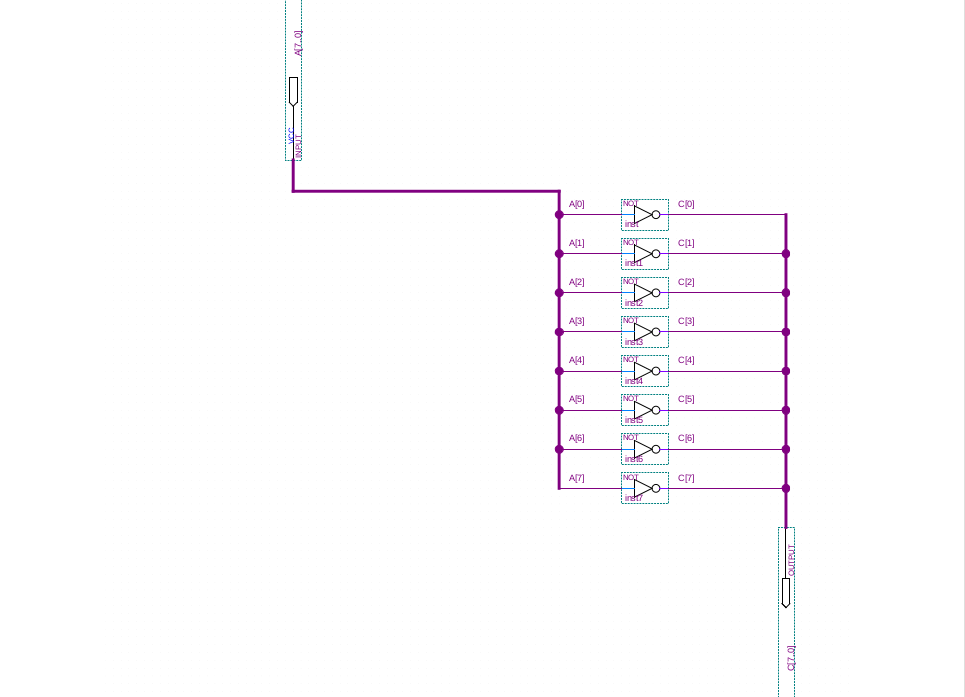 A[7..0]
VCC
INPUT
A[0]
NOT
inst
C[0]
A[1]
NOT
inst1
C[1]
A[2]
NOT
inst2
C[2]
A[3]
NOT
inst3
C[3]
A[4]
NOT
inst4
C[4]
A[5]
NOT
inst5
C[5]
A[6]
NOT
inst6
C[6]
A[7]
NOT
inst7
C[7]
OUTPUT
C[7..0]